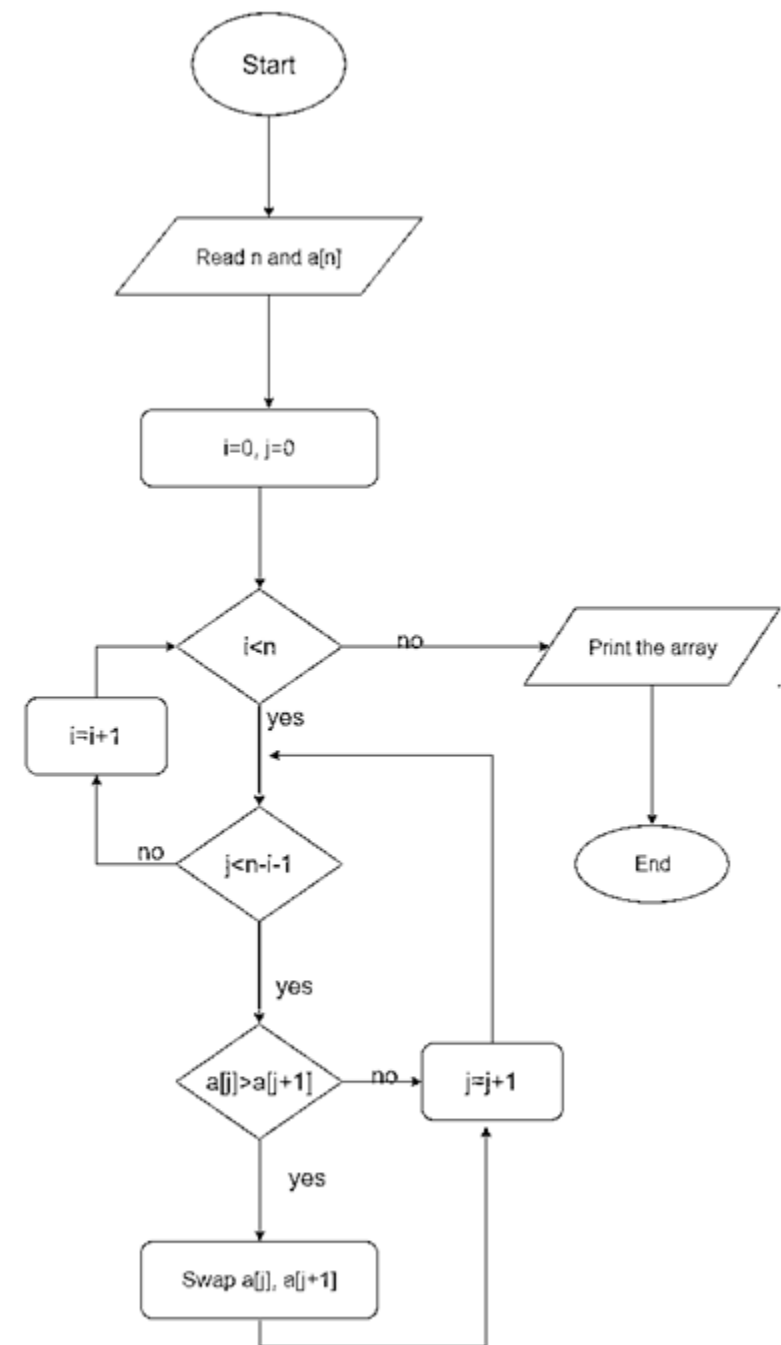 Start
Read n and a[n]
i=0, j=0
i<n
no
Print the array
yes
i=i+1
no
j<n-i-1
End
yes
a[j]>a[j+1]
no
j=j+1
yes
Swap a[j], a[j+1]